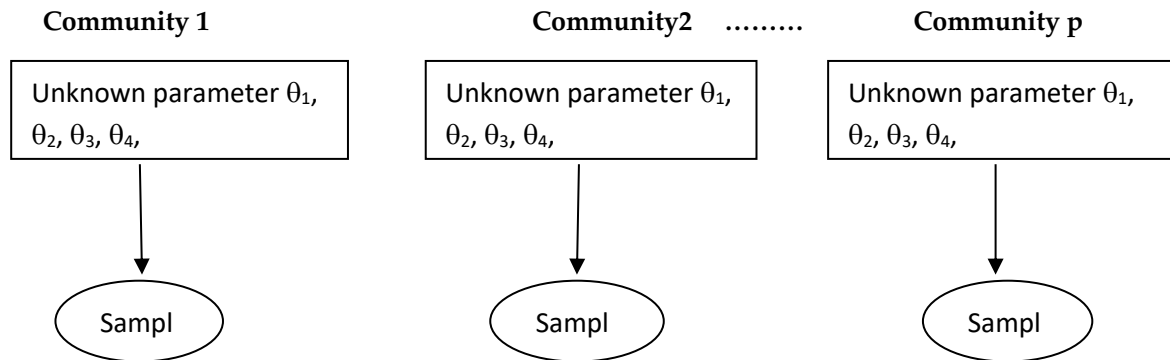 Community 1 Community2 ......... Community p
Unknown parameter θ1,
θ2, θ3, θ4,
Unknown parameter θ1,
θ2, θ3, θ4,
Unknown parameter θ1,
θ2, θ3, θ4,
Sampl
Sampl
Sampl